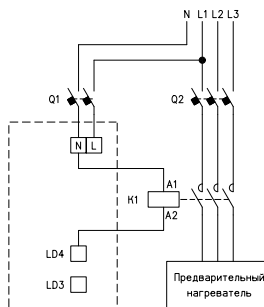 N L1 L2 L3
Q1
Q2
N L
A1
K1
A2
LD4
LD3
Предварительный
нагреватель